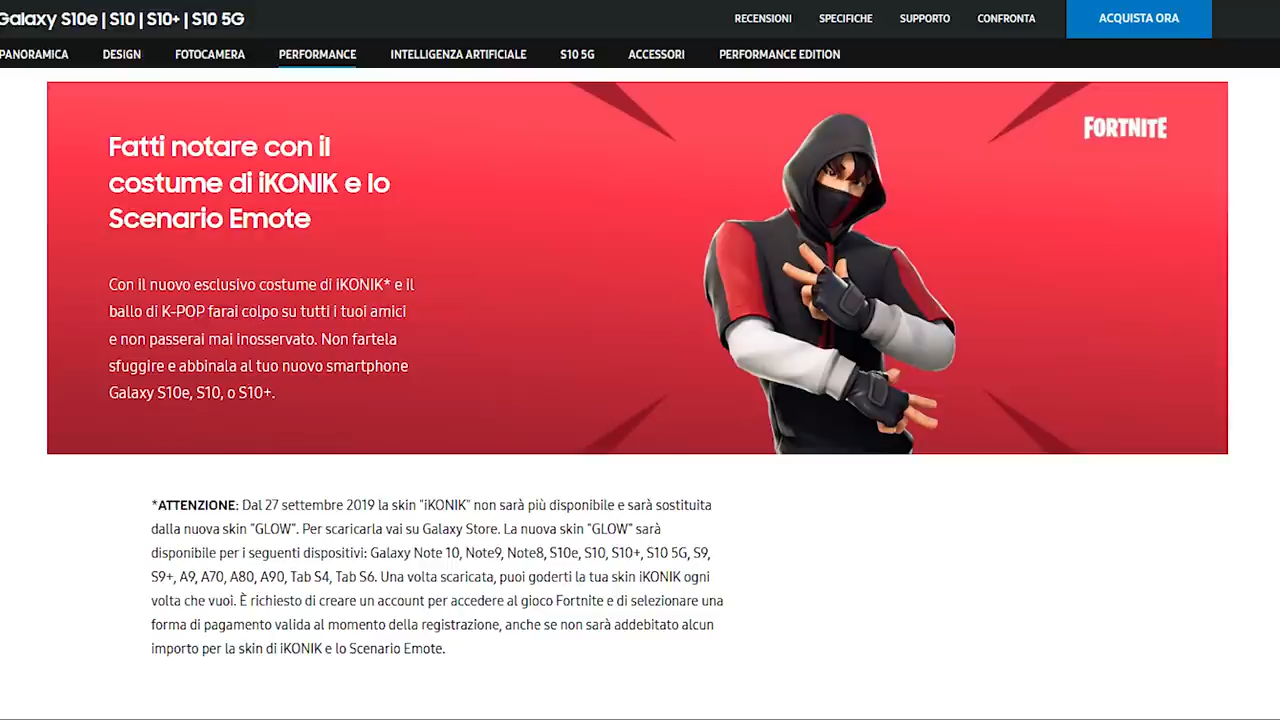 Galaxy S10e | S10 | S10+ | S10 5G
RECENSIONI SPECIFICHE SUPPORTO CONFRONTA ACQUISTA ORA
PANORAMICA DESIGN FOTOCAMERA PERFORMANCE INTELLIGENZA ARTIFICIALE S10 5G ACCESSORI PERFORMANCE EDITION
FORTNITE
Fatti notare con il
costume di iKONIK e lo
Scenario Emote
Con il nuovo esclusivo costume di iKONIK* e il
ballo di K-POP farai colpo su tutti i tuoi amici
e non passerai mai inosservato. Non fartela
sfuggire e abbinala al tuo nuovo smartphone
Galaxy S10e, S10, o S10+.
*ATTENZIONE: Dal 27 settembre 2019 la skin "iKONIK" non sarà più disponibile e sarà sostituita
dalla nuova skin "GLOW". Per scaricarla vai su Galaxy Store. La nuova skin "GLOW" sarà
disponibile per i seguenti dispositivi: Galaxy Note 10, Note9, Note8, S10e, S10, S10+, S10 5G, S9,
S9+, A9, A70, A80, A90, Tab S4, Tab S6. Una volta scaricata, puoi goderti la tua skin iKONIK ogni
volta che vuoi. È richiesto di creare un account per accedere al gioco Fortnite e di selezionare una
forma di pagamento valida al momento della registrazione, anche se non sarà addebitato alcun
importo per la skin di iKONIK e lo Scenario Emote.